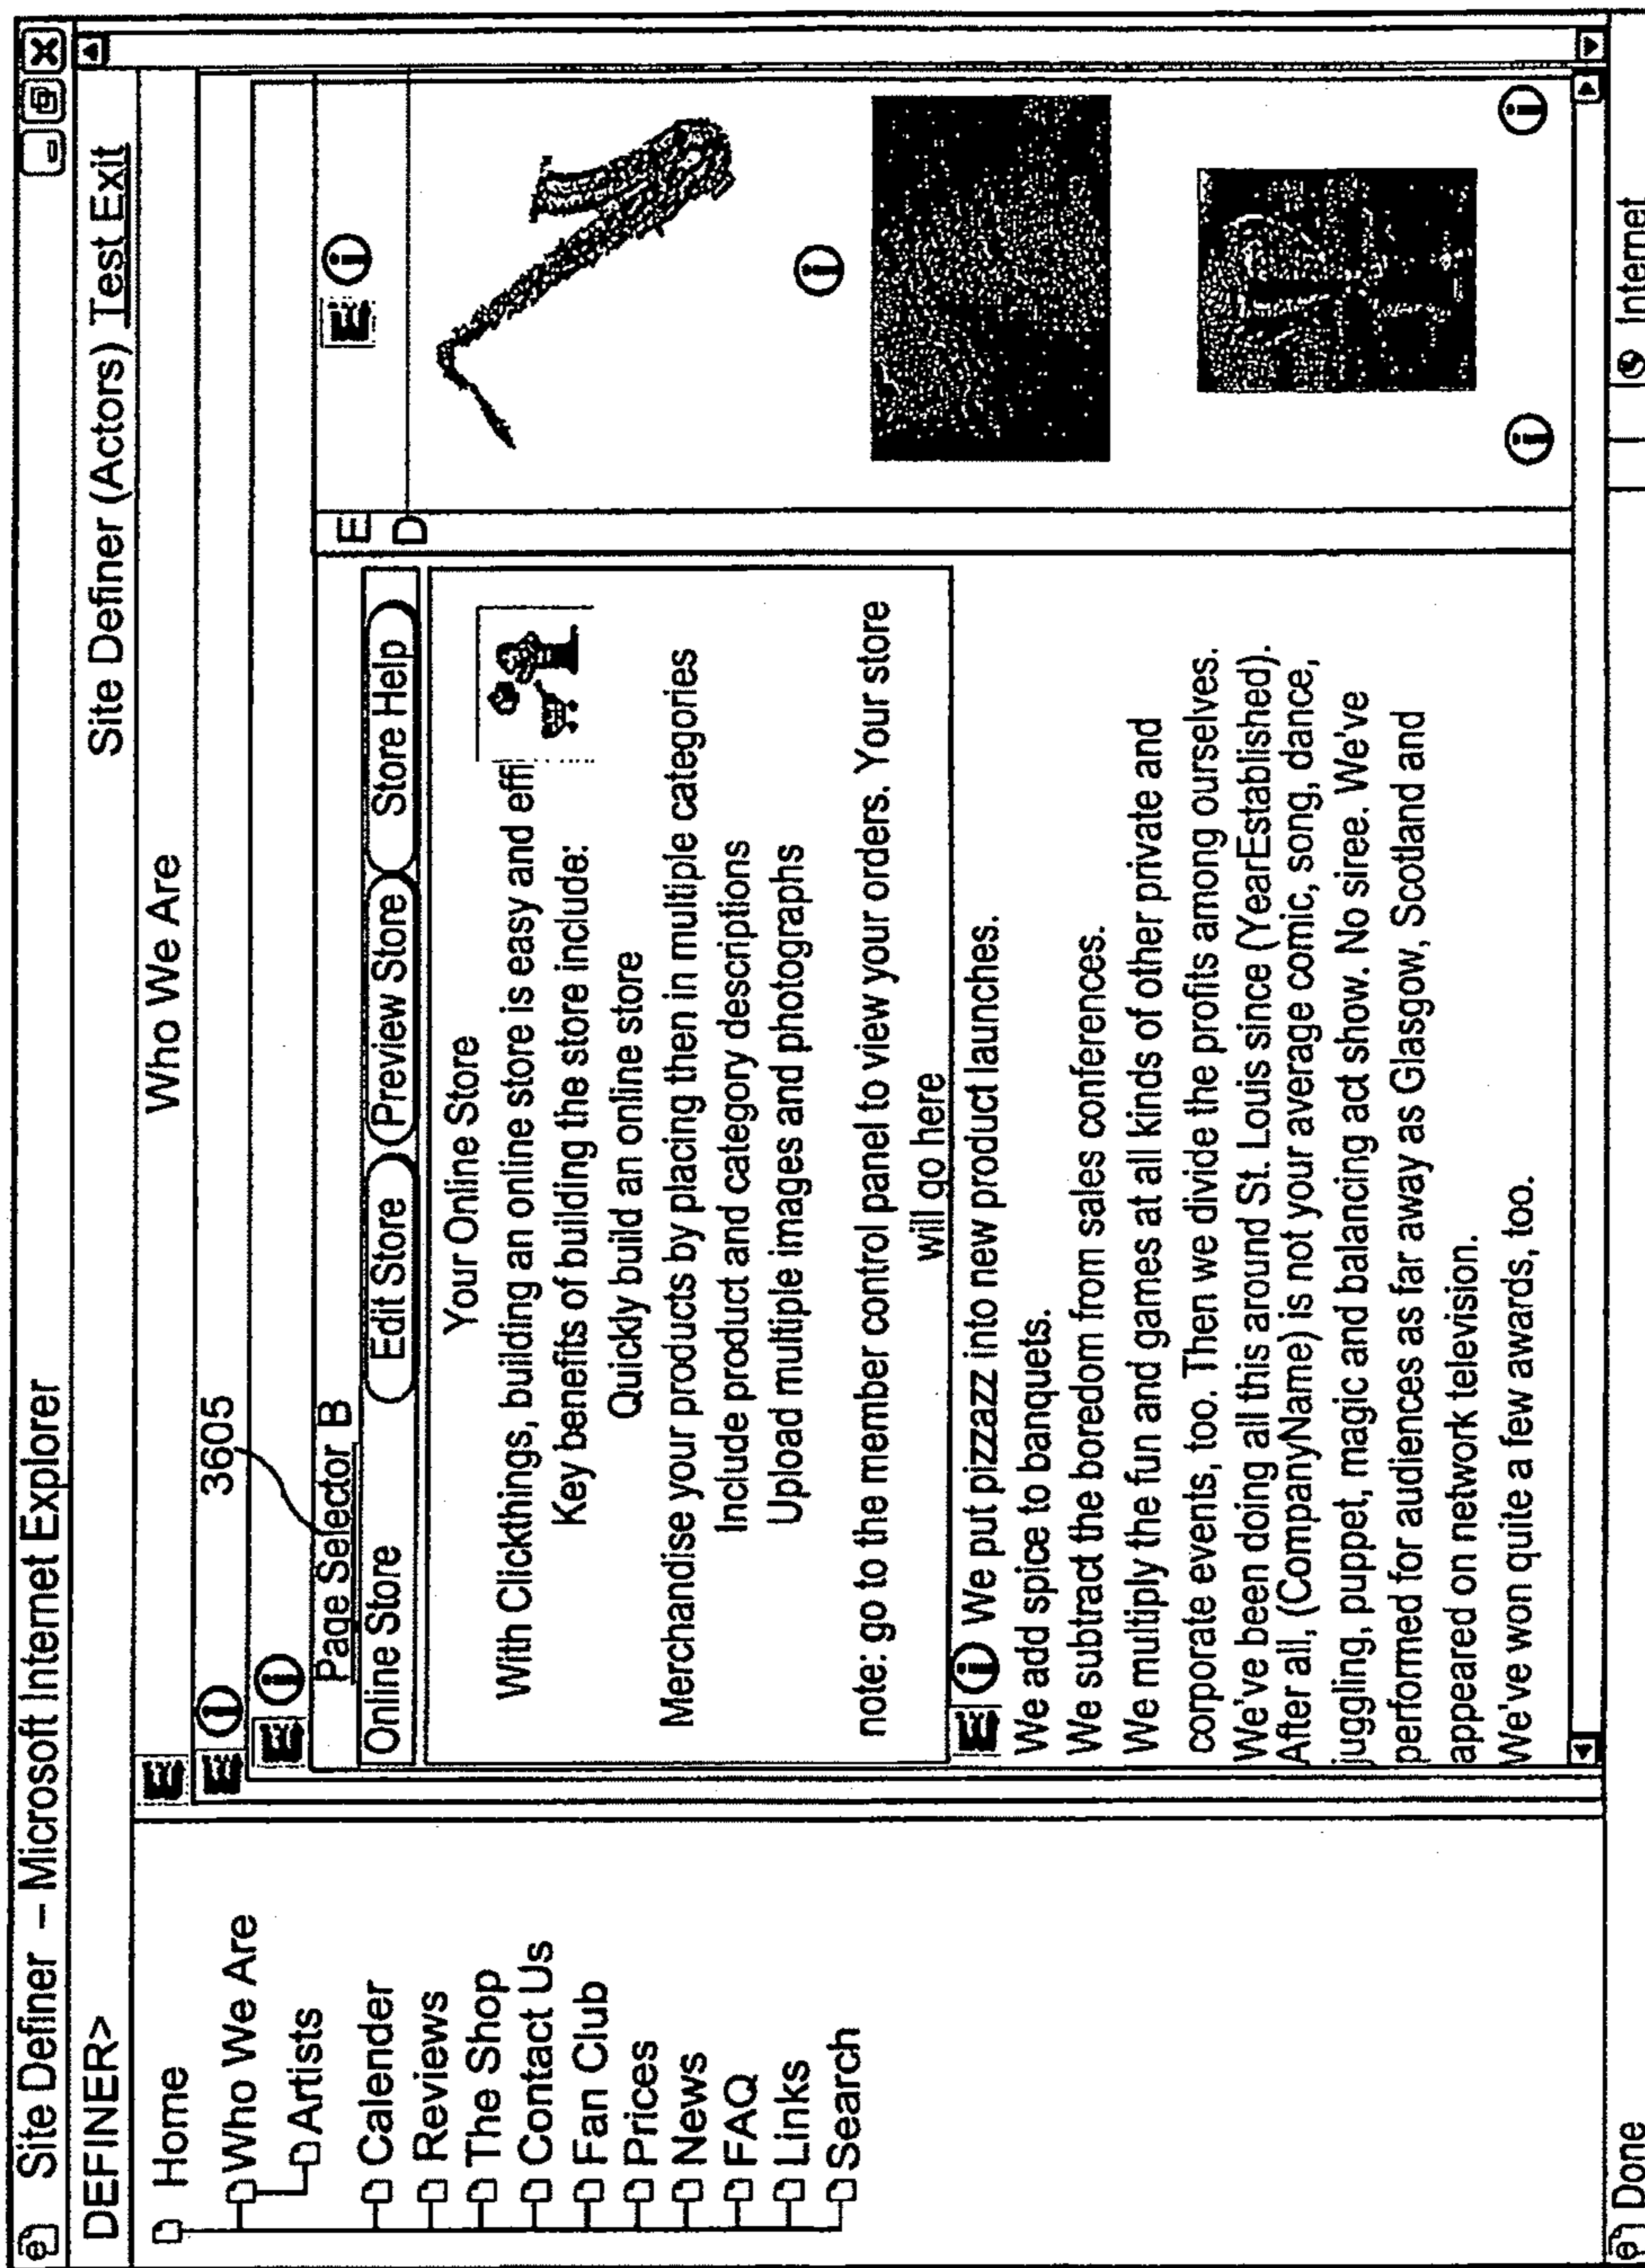 Site Definer – Microsoft Internet Explorer
DEFINER>
Site Definer (Actors) Test Exit
Home
Who We Are
Artists
Calender
Reviews
The Shop
Contact Us
Fan Club
Prices
News
FAQ
Links
Search
E Who We Are
E i 3605
E i
Page Selector B
Online Store Edit Store Preview Store Store Help
Your Online Store
With Clickthings, building an online store is easy and effi
Key benefits of building the store include:
Quickly build an online store
Merchandise your products by placing then in multiple categories
Include product and category descriptions
Upload multiple images and photographs
note: go to the member control panel to view your orders. Your store
will go here
E i We put pizzazz into new product launches.
We add spice to banquets.
We subtract the boredom from sales conferences.
We multiply the fun and games at all kinds of other private and
corporate events, too. Then we divide the profits among ourselves.
We've been doing all this around St. Louis since (YearEstablished).
After all, (CompanyName) is not your average comic, song, dance,
juggling, puppet, magic and balancing act show. No siree. We've
performed for audiences as far away as Glasgow, Scotland and
appeared on network television.
We've won quite a few awards, too.
E
D
E i
i
i
i
Done
Internet